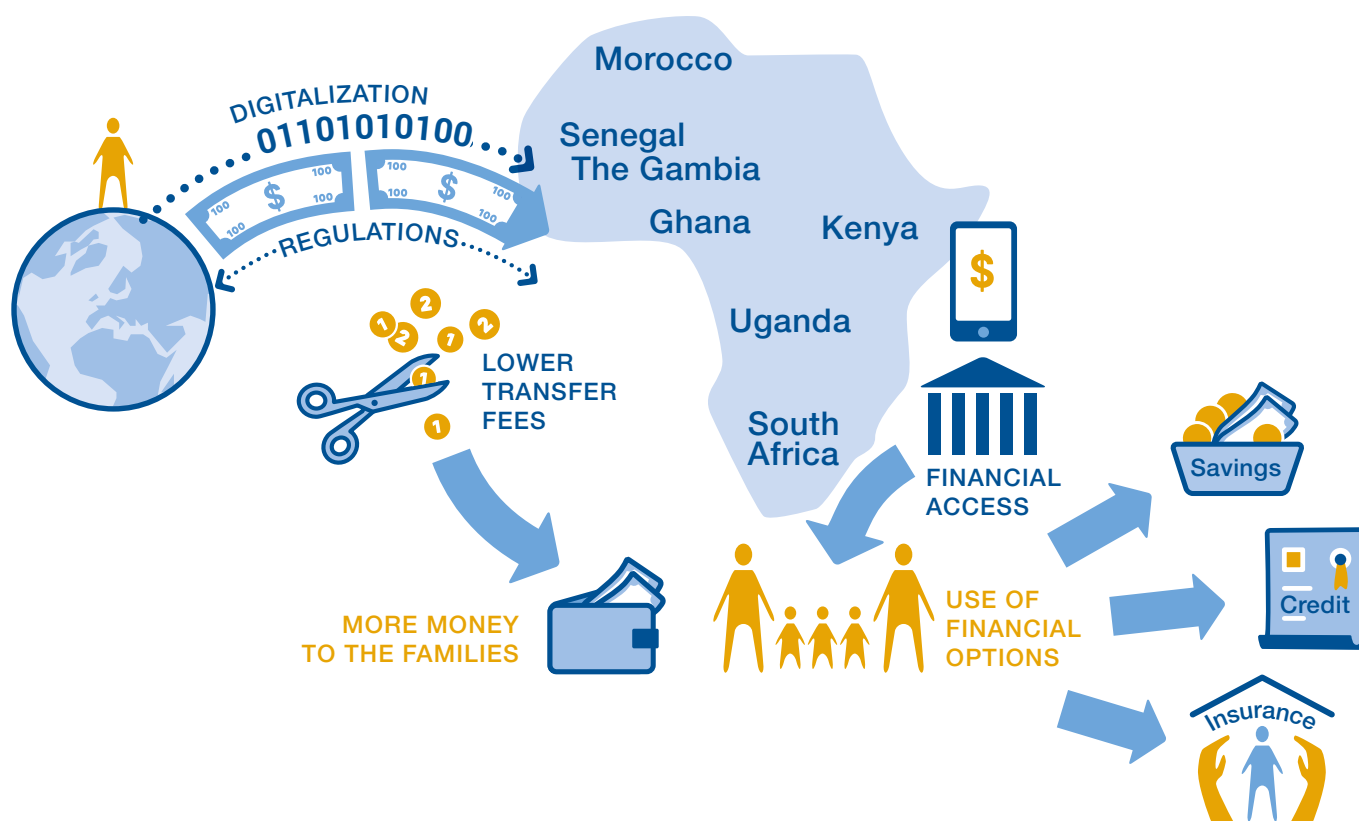 DIGITALIZATION
01101010100
100 $ 100
100 100
100 $ 100
100 100
REGULATIONS
Morocco
Senegal
The Gambia
Ghana
Kenya
Uganda
South
Africa
$
2
1 2 1 2
1
1
LOWER
TRANSFER
FEES
FINANCIAL
ACCESS
MORE MONEY
TO THE FAMILIES
USE OF
FINANCIAL
OPTIONS
Savings
Credit
Insurance